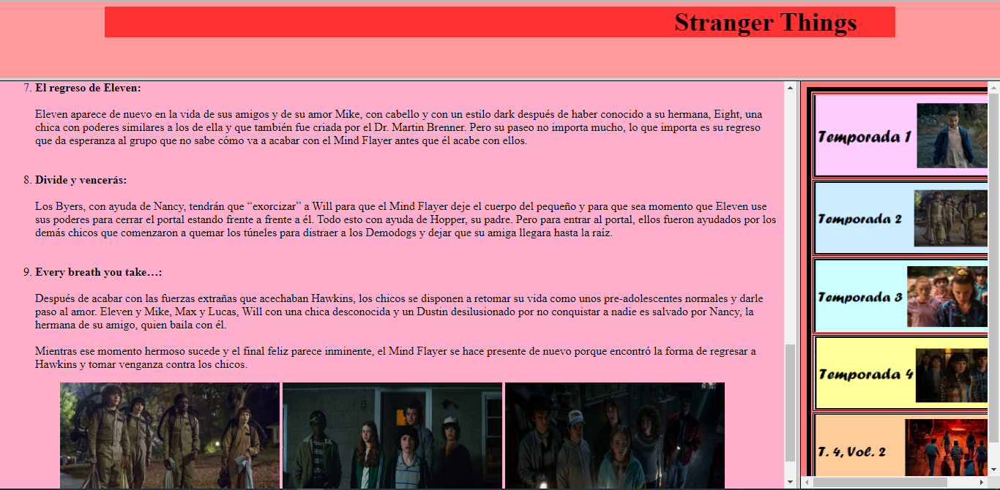 Stranger Things
7. El regreso de Eleven:
Eleven aparece de nuevo en la vida de sus amigos y de su amor Mike, con cabello y con un estilo dark después de haber conocido a su hermana, Eight, una
chica con poderes similares a los de ella y que también fue criada por el Dr. Martin Brenner. Pero su paseo no importa mucho, lo que importa es su regreso
que da esperanza al grupo que no sabe cómo va a acabar con el Mind Flayer antes que él acabe con ellos.
8. Divide y vencerás:
Los Byers, con ayuda de Nancy, tendrán que “exorcizar” a Will para que el Mind Flayer deje el cuerpo del pequeño y para que sea momento que Eleven use
sus poderes para cerrar el portal estando frente a frente a él. Todo esto con ayuda de Hopper, su padre. Pero para entrar al portal, ellos fueron ayudados por los
demás chicos que comenzaron a quemar los túneles para distraer a los Demodogs y dejar que su amiga llegara hasta la raíz.
9. Every breath you take…:
Después de acabar con las fuerzas extrañas que acechaban Hawkins, los chicos se disponen a retomar su vida como unos pre-adolescentes normales y darle
paso al amor. Eleven y Mike, Max y Lucas, Will con una chica desconocida y un Dustin desilusionado por no conquistar a nadie es salvado por Nancy, la
hermana de su amigo, quien baila con él.
Mientras ese momento hermoso sucede y el final feliz parece inminente, el Mind Flayer se hace presente de nuevo porque encontró la forma de regresar a
Hawkins y tomar venganza contra los chicos.
Temporada 1
Temporada 2
Temporada 3
Temporada 4
T. 4, Vol. 2